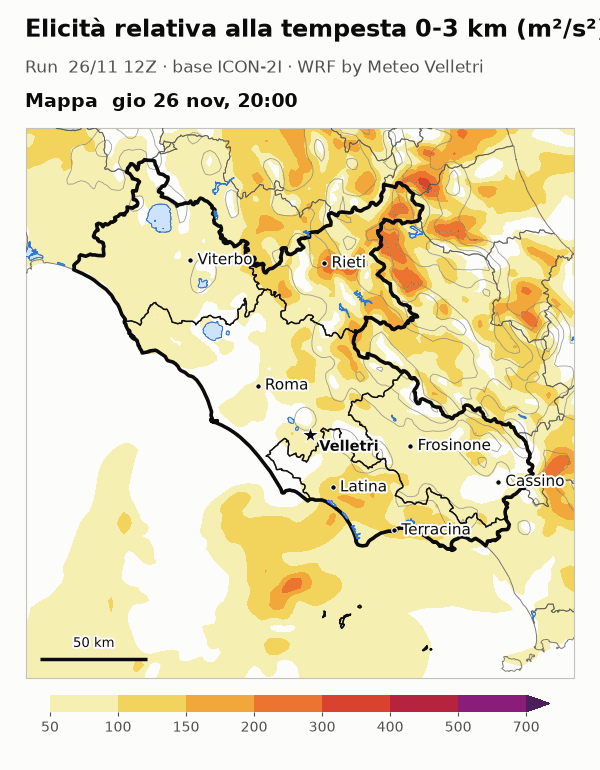 Elicità relativa alla tempesta 0-3 km (m²/s²)
Run  26/11 12Z · base ICON-2I · WRF by Meteo Velletri
Mappa  gio 26 nov, 20:00
Viterbo
Rieti
Roma
Velletri
Frosinone
Latina
Cassino
Terracina
50 km
50 100 150 200 300 400 500 700